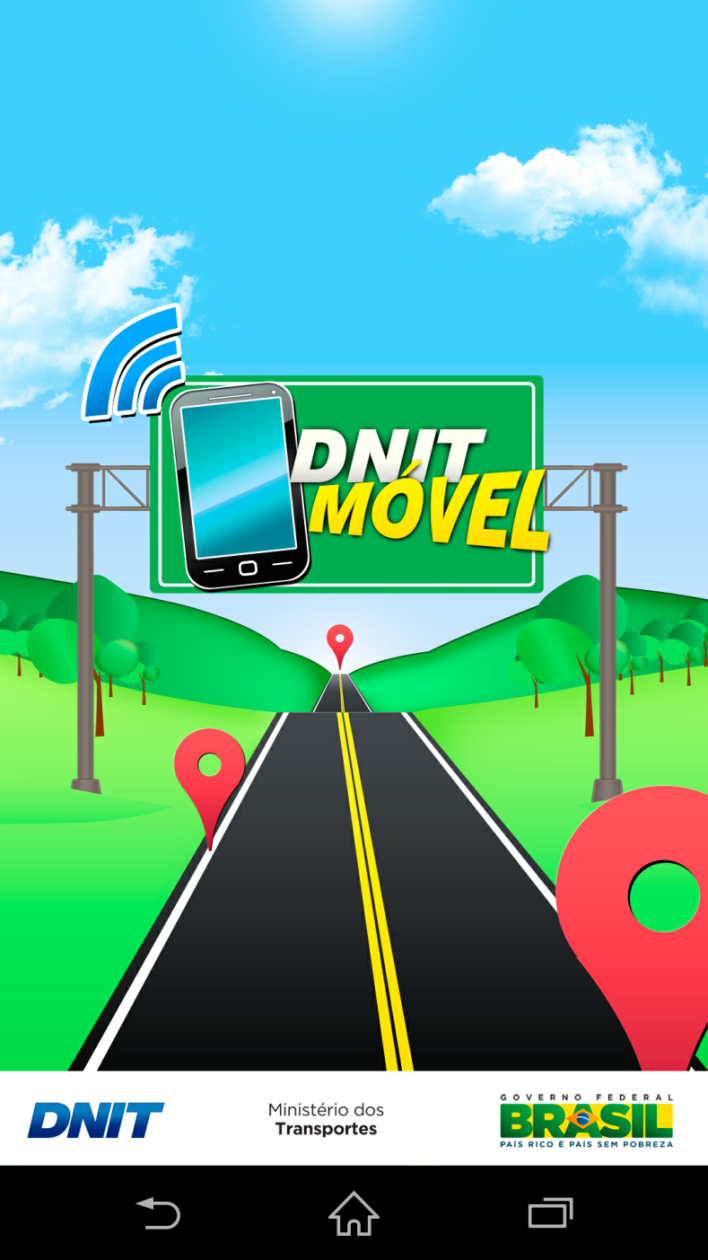 DNIT
MÓVEL
DNIT
Ministério dos
Transportes
GOVERNO FEDERAL
BRASIL
PAÍS RICO É PAÍS SEM POBREZA